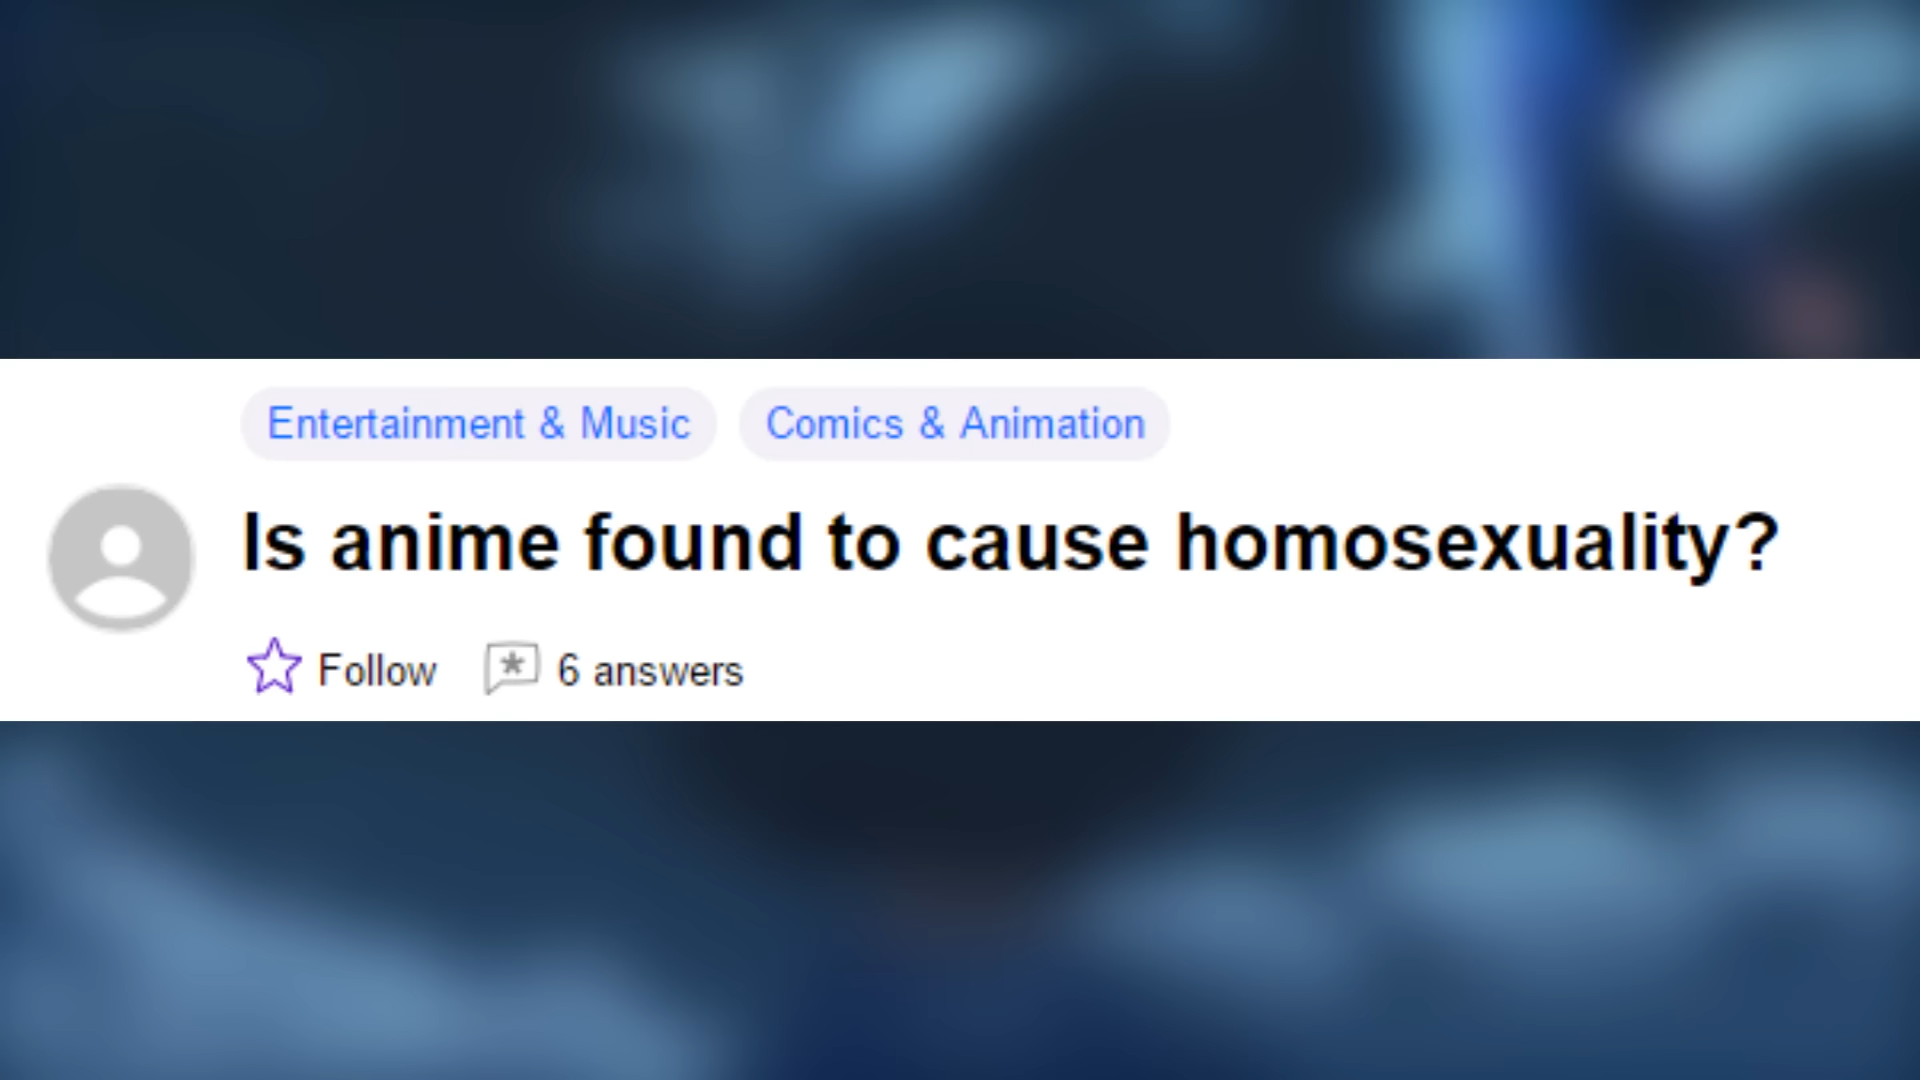 Entertainment & Music Comics & Animation
Is anime found to cause homosexuality?
Follow 6 answers